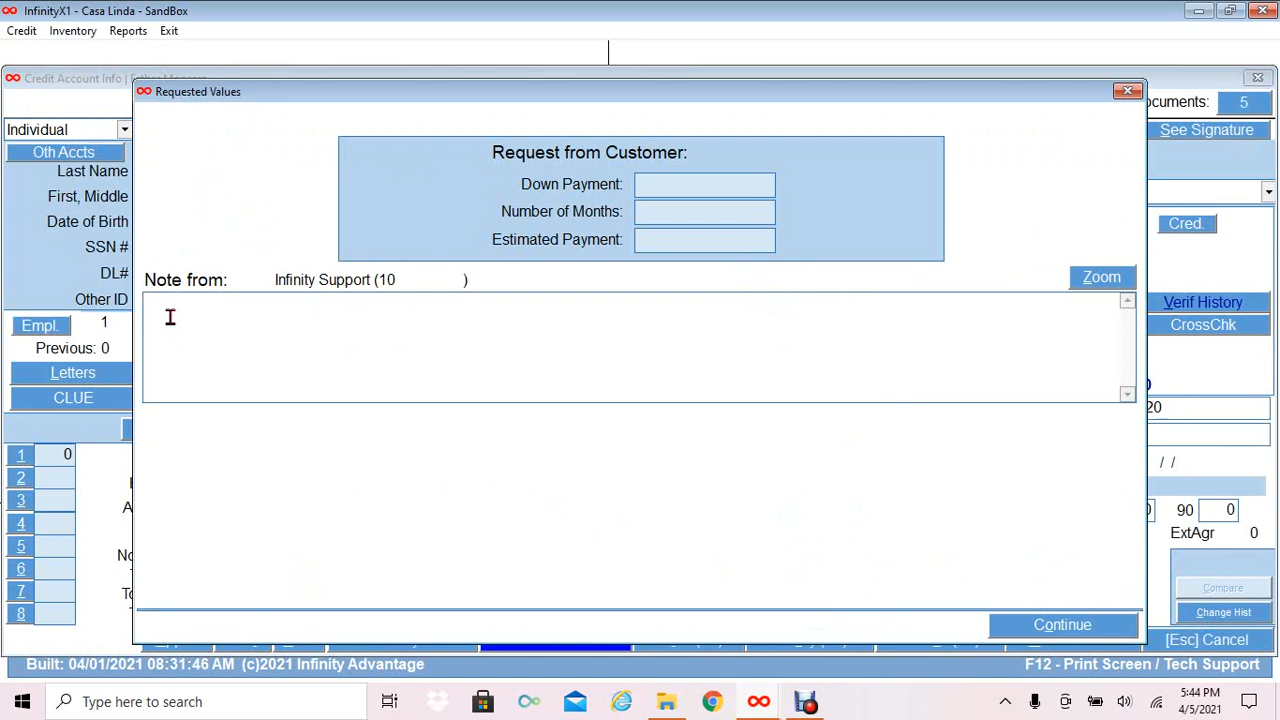 InfinityX1 - Casa Linda - SandBox
Credit Inventory Reports Exit
Credit Account Info |
Requested Values
ocuments: 5
Individual
See Signature
Oth Accts
Last Name
First, Middle
Date of Birth
SSN #
DL#
Other ID
Request from Customer:
Down Payment:
Number of Months:
Estimated Payment:
Cred.
Note from: Infinity Support (10 )
Zoom
Verif History
CrossChk
Empl. 1
Previous: 0
Letters
CLUE
20
1 0
2
3
4
5
6
7
8
/ /
90 0
ExtAgr 0
Compare
Change Hist
Continue
[Esc] Cancel
Built: 04/01/2021 08:31:46 AM (c)2021 Infinity Advantage
F12 - Print Screen / Tech Support
Type here to search
5:44 PM
4/5/2021